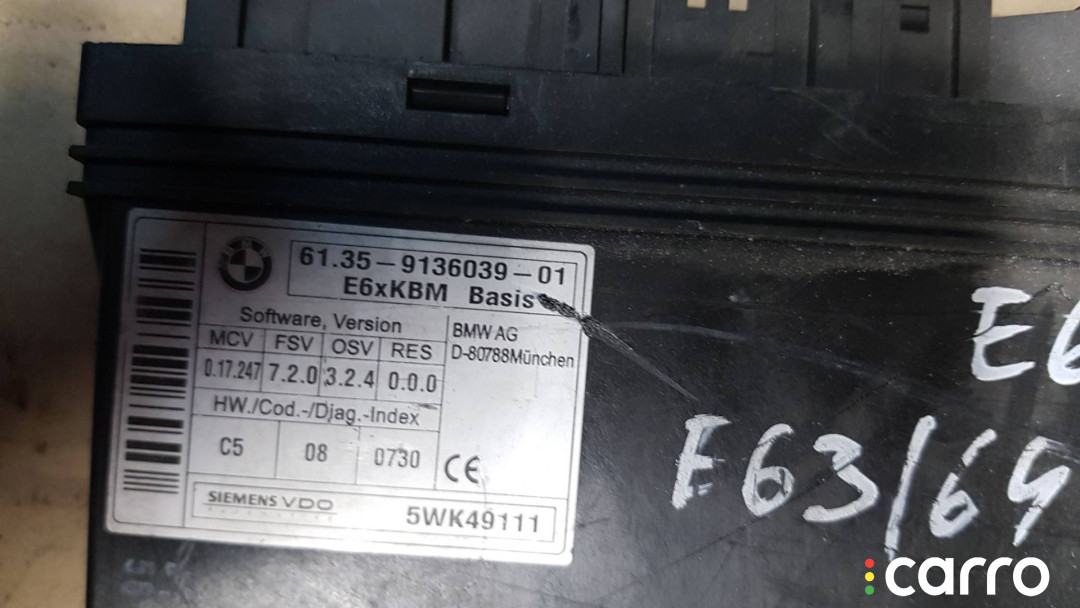 61.35-9136039-01
E6xKBM Basis
Software, Version
MCV FSV OSV RES
0.17.247 7.2.0 3.2.4 0.0.0
HW./Cod.-/Diag.-Index
C5 08 0730
BMW AG
D-80788München
CE
SIEMENS VDO
5WK49111
E6
E63/64
carro